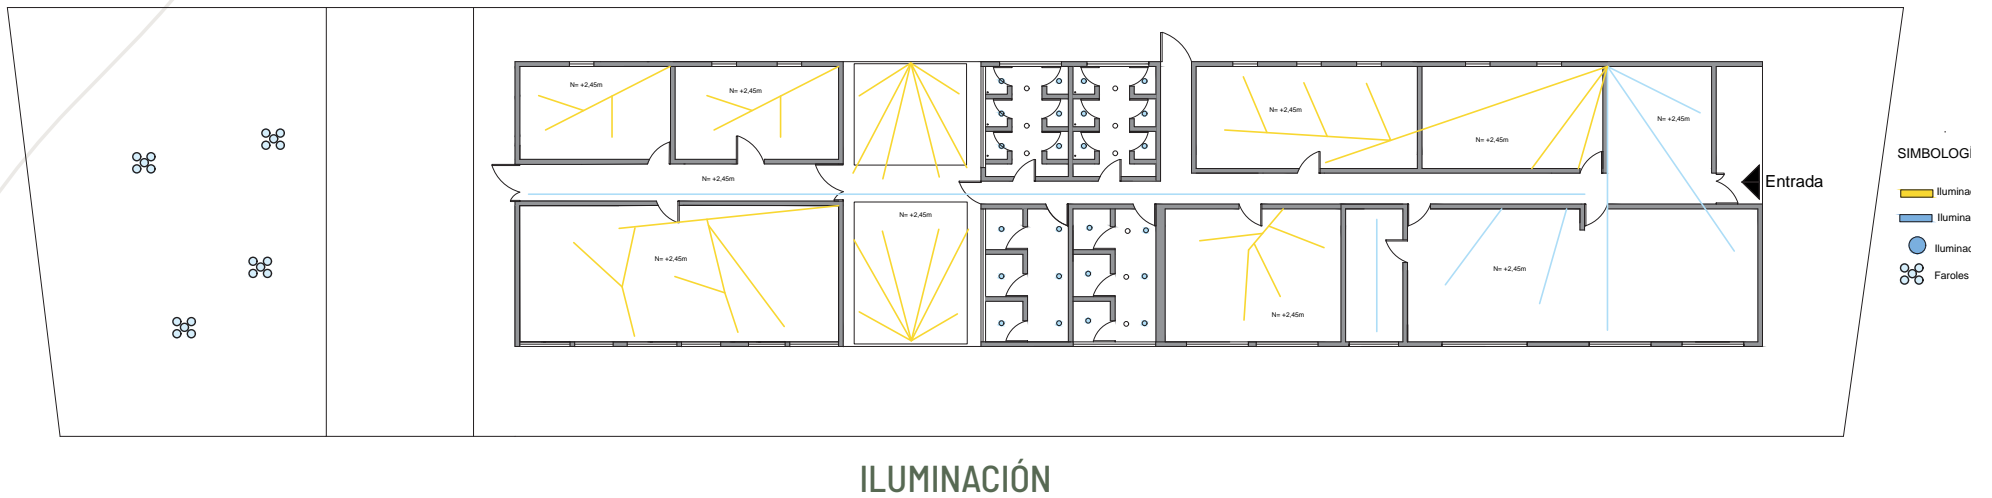 N= +2,45m
N= +2,45m
N= +2,45m
N= +2,45m
N= +2,45m
N= +2,45m
N= +2,45m
Entrada
N= +2,45m
N= +2,45m
N= +2,45m
N= +2,45m
SIMBOLOGÍ
Ilumina
Ilumina
Iluminac
Faroles
ILUMINACIÓN